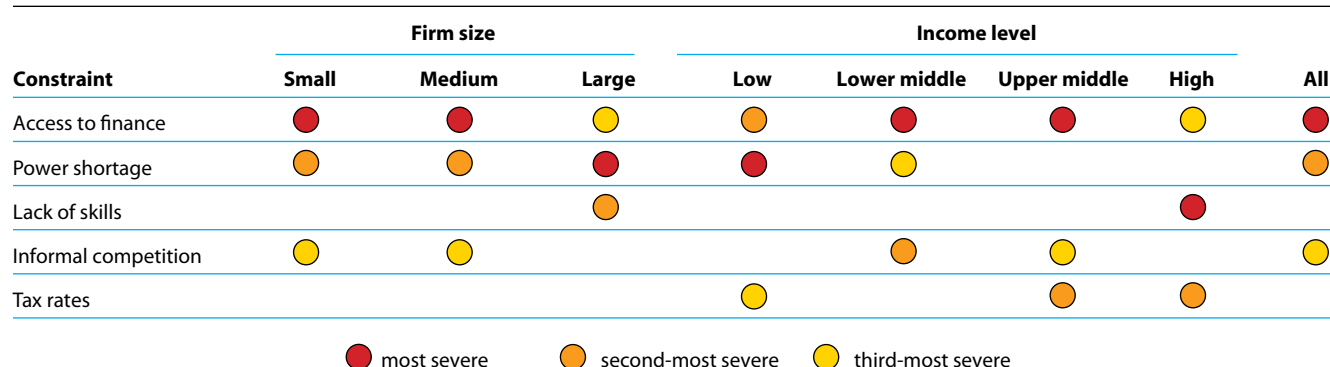 Firm size Income level
Constraint Small Medium Large Low Lower middle Upper middle High All
Access to finance
Power shortage
Lack of skills
Informal competition
Tax rates
most severe second-most severe third-most severe